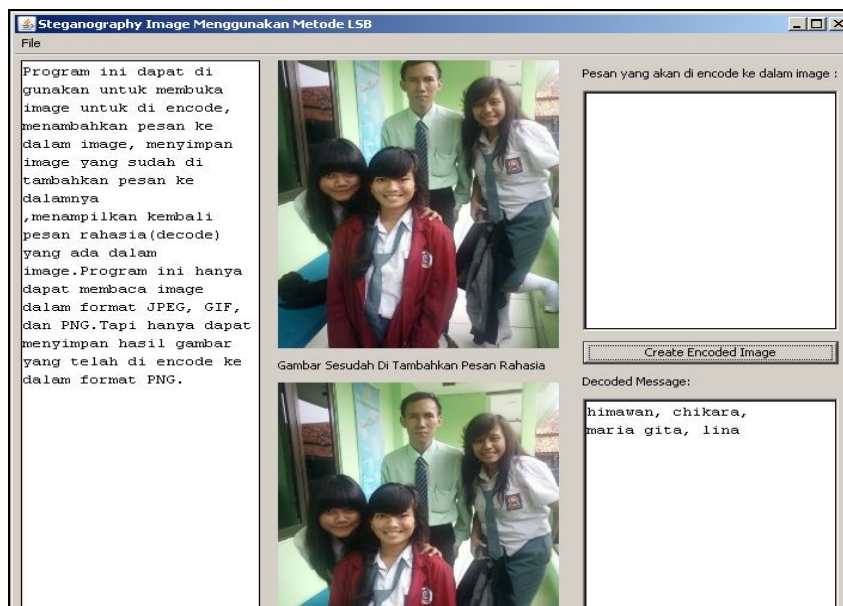 Steganography Image Menggunakan Metode LSB
File
Program ini dapat di
gunakan untuk membuka
image untuk di encode,
menambahkan pesan ke
dalam image, menyimpan
image yang sudah di
tambahkan pesan ke
dalamnya
,menampilkan kembali
pesan rahasia(decode)
yang ada dalam
image.Program ini hanya
dapat membaca image
dalam format JPEG, GIF,
dan PNG.Tapi hanya dapat
menyimpan hasil gambar
yang telah di encode ke
dalam format PNG.
Gambar Sesudah Di Tambahkan Pesan Rahasia
Pesan yang akan di encode ke dalam image :
Create Encoded Image
Decoded Message:
himawan, chikara,
maria gita, lina